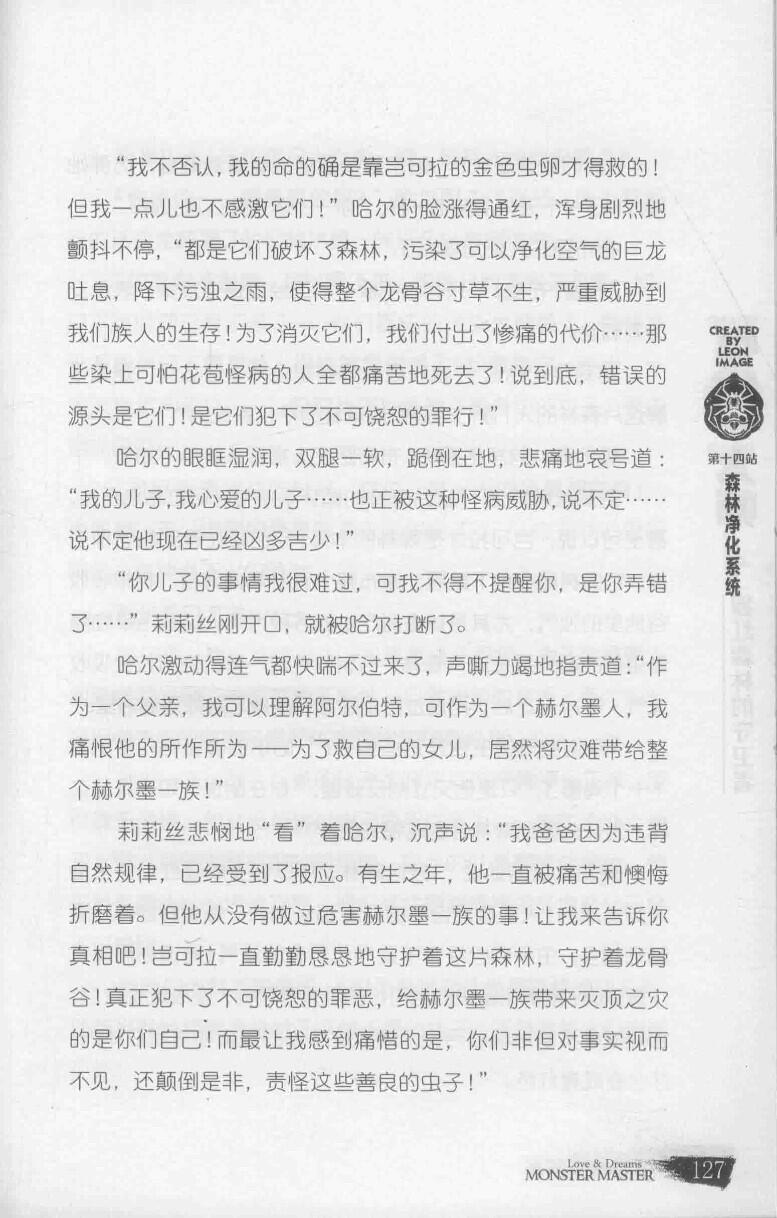 “我不否认,我的命的确是靠岂可拉的金色虫卵才得救的!
但我一点儿也不感激它们!”哈尔的脸涨得通红，浑身剧烈地
颤抖不停，“都是它们破坏了森林，污染了可以净化空气的巨龙
吐息，降下污浊之雨，使得整个龙骨谷寸草不生，严重威胁到
我们族人的生存!为了消灭它们，我们付出了惨痛的代价……那
些染上可怕花苞怪病的人全都痛苦地死去了!说到底，错误的
源头是它们!是它们犯下了不可饶恕的罪行!”
哈尔的眼眶湿润，双腿一软，跪倒在地，悲痛地哀号道:
“我的儿子,我心爱的儿子……也正被这种怪病威胁,说不定……
说不定他现在已经凶多吉少!”
“你儿子的事情我很难过，可我不得不提醒你，是你弄错
了……”莉莉丝刚开口，就被哈尔打断了。
哈尔激动得连气都快喘不过来了，声嘶力竭地指责道:“作
为一个父亲，我可以理解阿尔伯特，可作为一个赫尔墨人，我
痛恨他的所作所为——为了救自己的女儿，居然将灾难带给整
个赫尔墨一族!”
莉莉丝悲悯地“看”着哈尔，沉声说:“我爸爸因为违背
自然规律，已经受到了报应。有生之年，他一直被痛苦和懊悔
折磨着。但他从没有做过危害赫尔墨一族的事!让我来告诉你
真相吧!岂可拉一直勤勤恳恳地守护着这片森林，守护着龙骨
谷!真正犯下了不可饶恕的罪恶，给赫尔墨一族带来灭顶之灾
的是你们自己!而最让我感到痛惜的是，你们非但对事实视而
不见，还颠倒是非，责怪这些善良的虫子!”
CREATED
BY
LEON
IMAGE
第十四站
森林净化系统
Love & Dreams
MONSTER MASTER
127